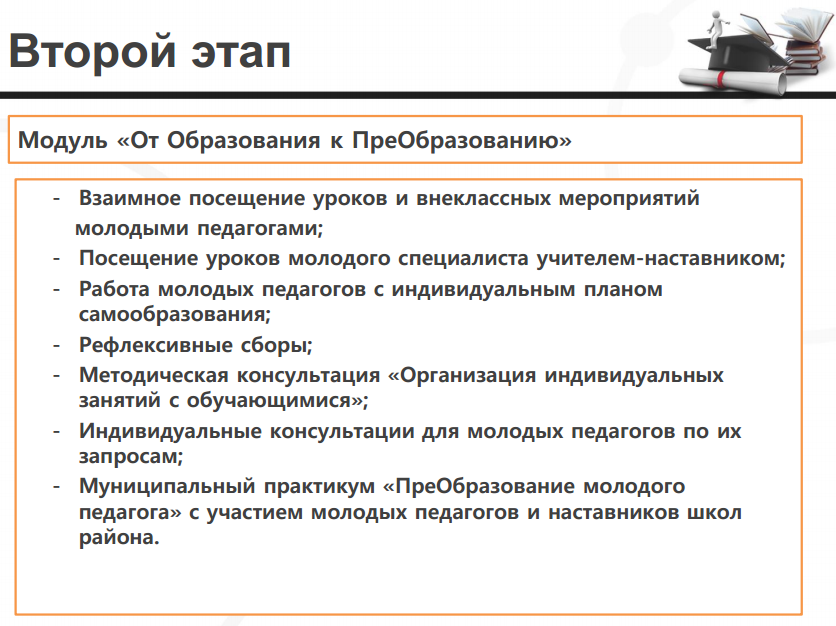 Второй этап
Модуль «От Образования к ПреОбразованию»
- Взаимное посещение уроков и внеклассных мероприятий
молодыми педагогами;
- Посещение уроков молодого специалиста учителем-наставником;
- Работа молодых педагогов с индивидуальным планом
самообразования;
- Рефлексивные сборы;
- Методическая консультация «Организация индивидуальных
занятий с обучающимися»;
- Индивидуальные консультации для молодых педагогов по их
запросам;
- Муниципальный практикум «ПреОбразование молодого
педагога» с участием молодых педагогов и наставников школ
района.